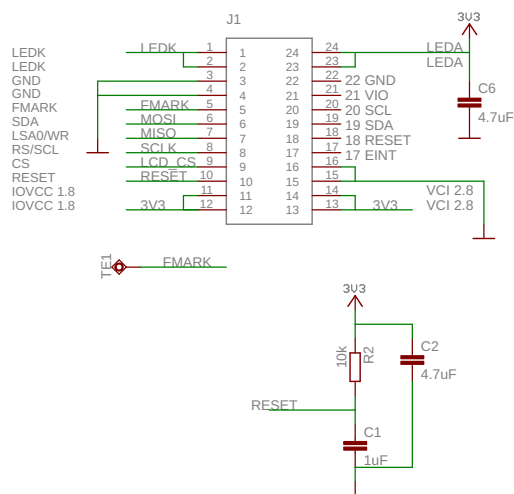 3V3
J1
LEDK LEDK 1 1 24 24 LEDA
LEDK 2 2 23 23 LEDA
GND 3 3 22 22 22 GND
GND 4 4 21 21 21 VIO
FMARK FMARK 5 5 20 20 20 SCL
SDA MOSI 6 6 19 19 19 SDA
LSA0/WR MISO 7 7 18 18 18 RESET
RS/SCL SCLK 8 8 17 17 17 EINT
CS LCD_CS 9 9 16 16
RESET RESET 10 10 15 15
IOVCC 1.8 11 11 14 14 VCI 2.8
IOVCC 1.8 3V3 12 12 13 13 3V3 VCI 2.8
C6
4.7uF
TE1
FMARK
3V3
10k
R2
C2
4.7uF
RESET
C1
1uF